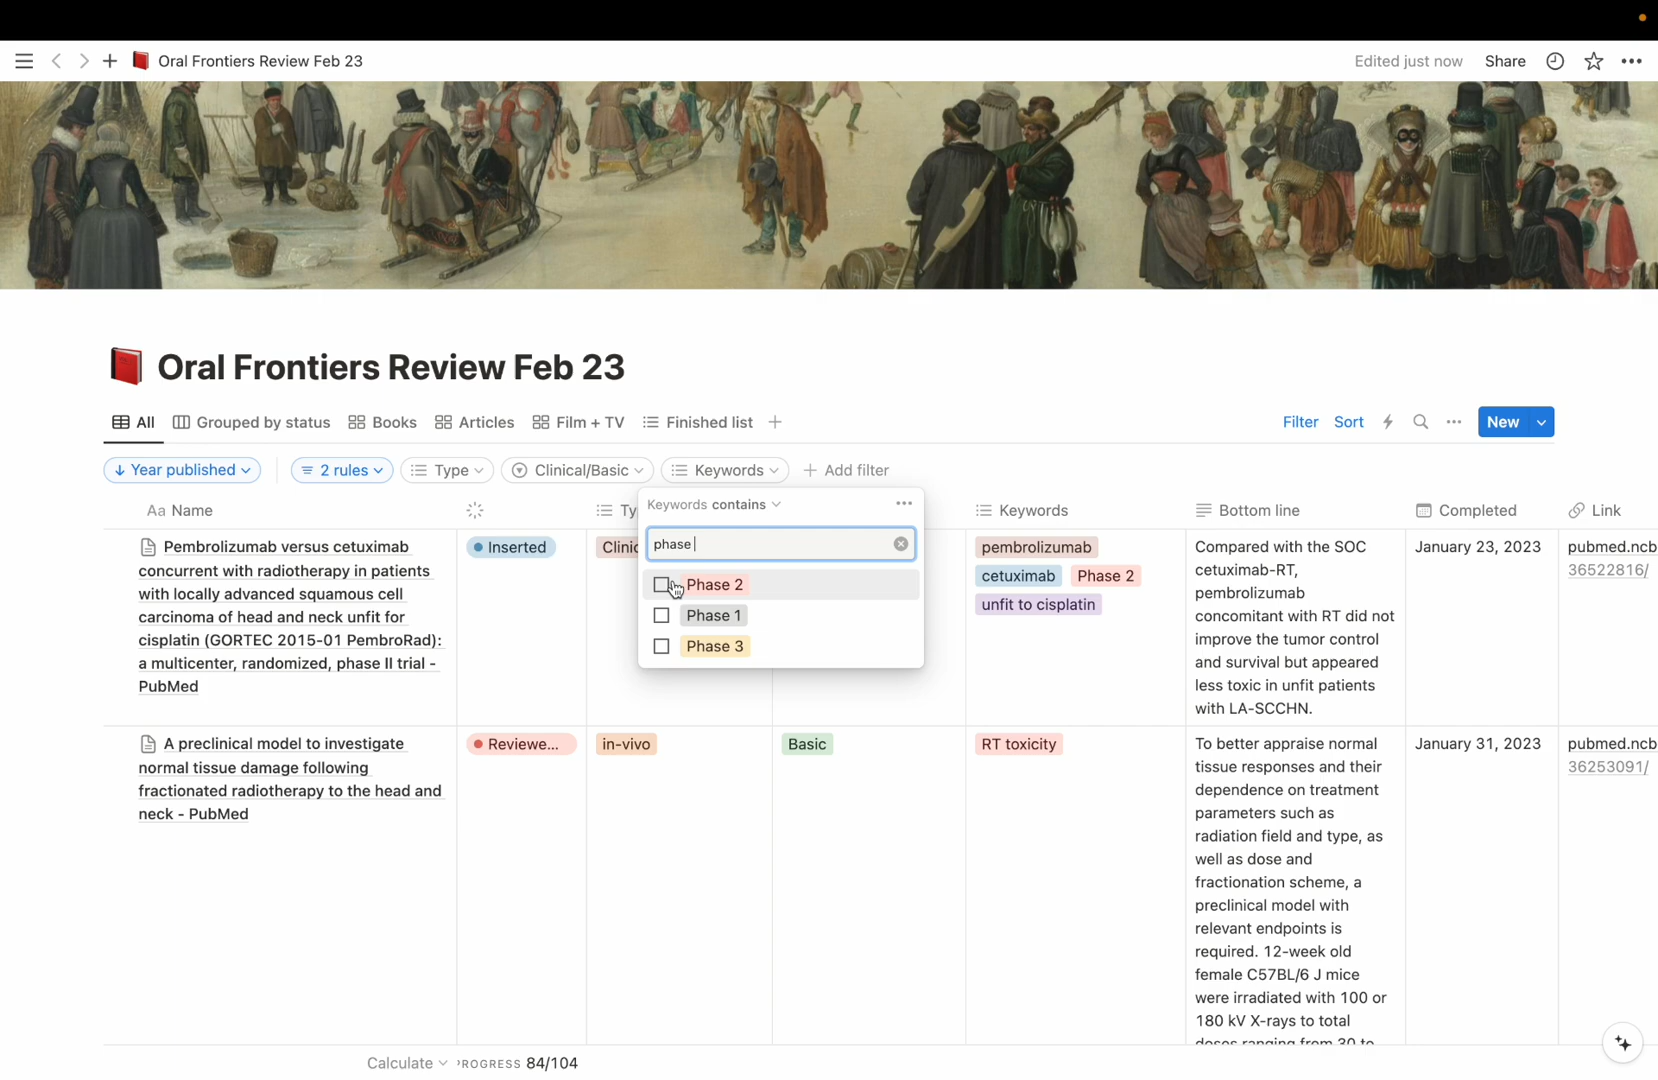 Oral Frontiers Review Feb 23
Edited just now
Share
Oral Frontiers Review Feb 23
All
Grouped by status
Books
Articles
Film + TV
Finished list
Filter
Sort
New
Year published
2 rules
Type
Clinical/Basic
Keywords
Add filter
Aa Name
Ty
Keywords
Bottom line
Completed
Link
Keywords contains
phase
Phase 2
Phase 1
Phase 3
Pembrolizumab versus cetuximab
concurrent with radiotherapy in patients
with locally advanced squamous cell
carcinoma of head and neck unfit for
cisplatin (GORTEC 2015-01 PembroRad):
a multicenter, randomized, phase II trial -
PubMed
Inserted
Clinic
pembrolizumab
cetuximab Phase 2
unfit to cisplatin
Compared with the SOC
cetuximab-RT,
pembrolizumab
concomitant with RT did not
improve the tumor control
and survival but appeared
less toxic in unfit patients
with LA-SCCHN.
January 23, 2023
pubmed.ncb
36522816/
A preclinical model to investigate
normal tissue damage following
fractionated radiotherapy to the head and
neck - PubMed
Reviewe...
in-vivo
Basic
RT toxicity
To better appraise normal
tissue responses and their
dependence on treatment
parameters such as
radiation field and type, as
well as dose and
fractionation scheme, a
preclinical model with
relevant endpoints is
required. 12-week old
female C57BL/6 J mice
were irradiated with 100 or
180 kV X-rays to total
doses ranging from 30 to
January 31, 2023
pubmed.ncb
36253091/
Calculate
PROGRESS 84/104